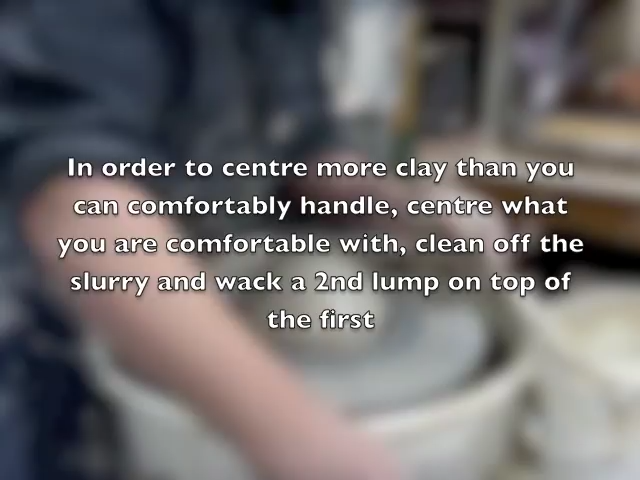 In order to centre more clay than you
can comfortably handle, centre what
you are comfortable with, clean off the
slurry and wack a 2nd lump on top of
the first